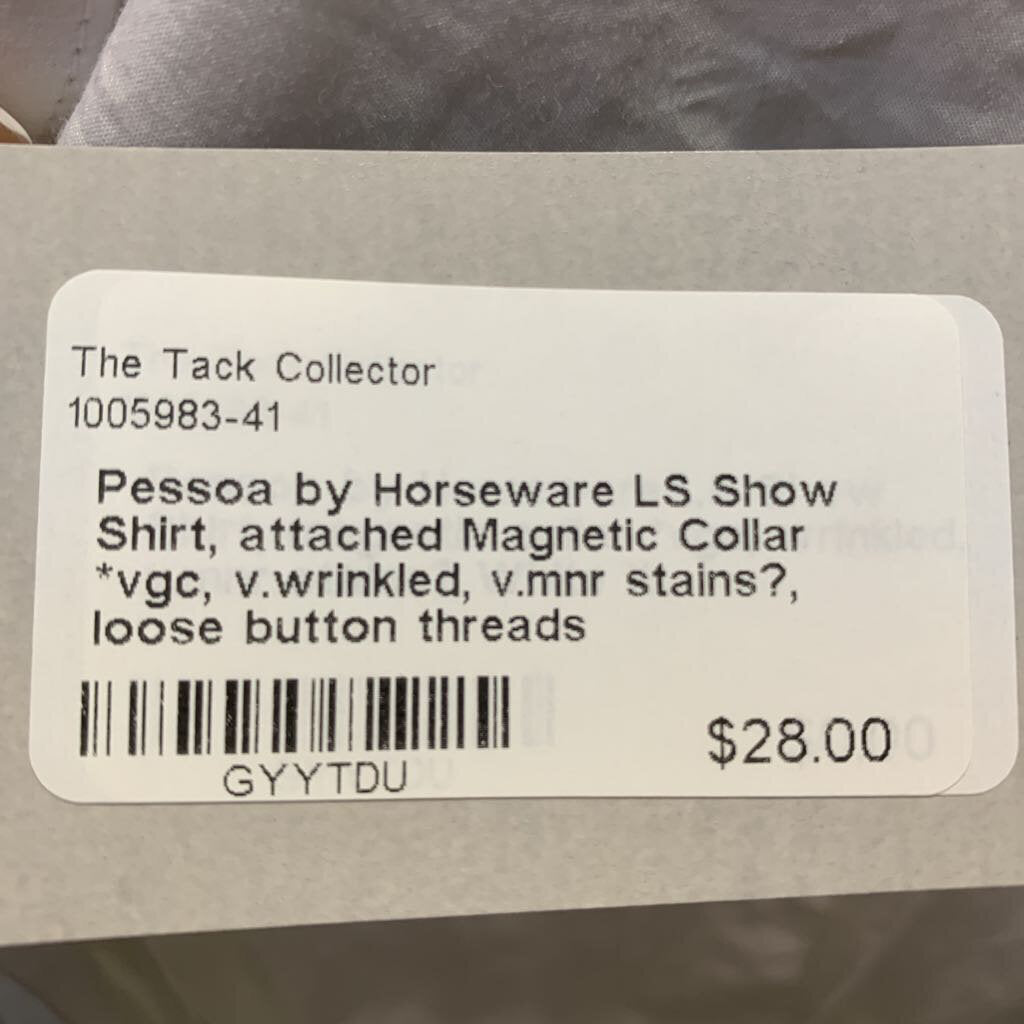 The Tack Collector
1005983-41
Pessoa by Horseware LS Show
Shirt, attached Magnetic Collar
*vgc, v.wrinkled, v.mnr stains?,
loose button threads
GYYTDU
$28.00